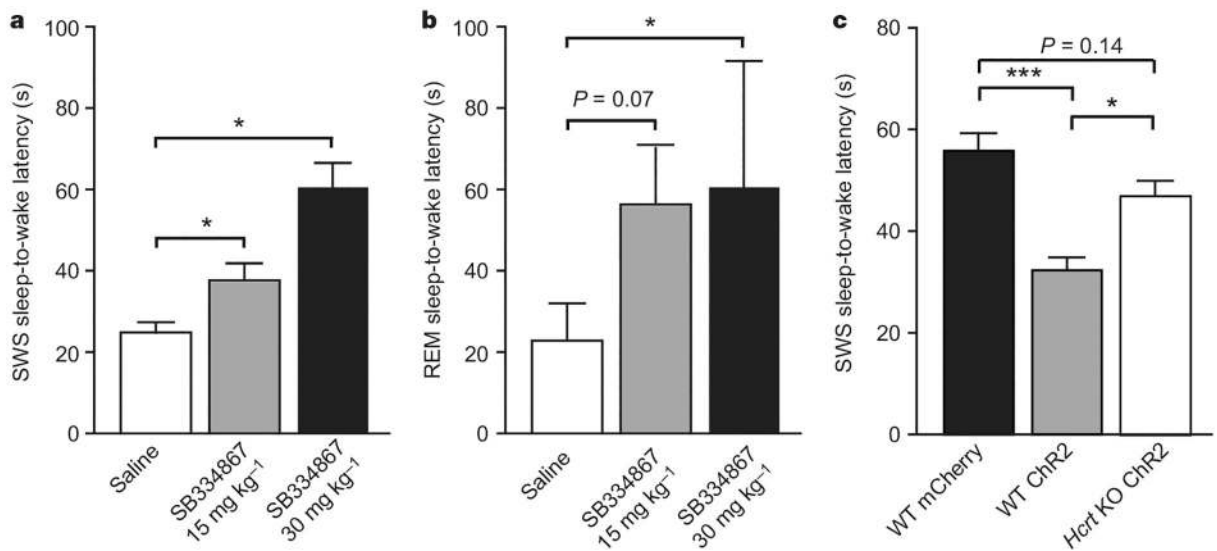 a
SWS sleep-to-wake latency (s)
100
80
60
40
20
0
*
*
Saline
SB334867
15 mg kg⁻¹
SB334867
30 mg kg⁻¹
b
REM sleep-to-wake latency (s)
100
80
60
40
20
0
*
P = 0.07
Saline
SB334867
15 mg kg⁻¹
SB334867
30 mg kg⁻¹
c
SWS sleep-to-wake latency (s)
80
60
40
20
0
P = 0.14
***
*
WT mCherry
WT ChR2
Hcrt KO ChR2